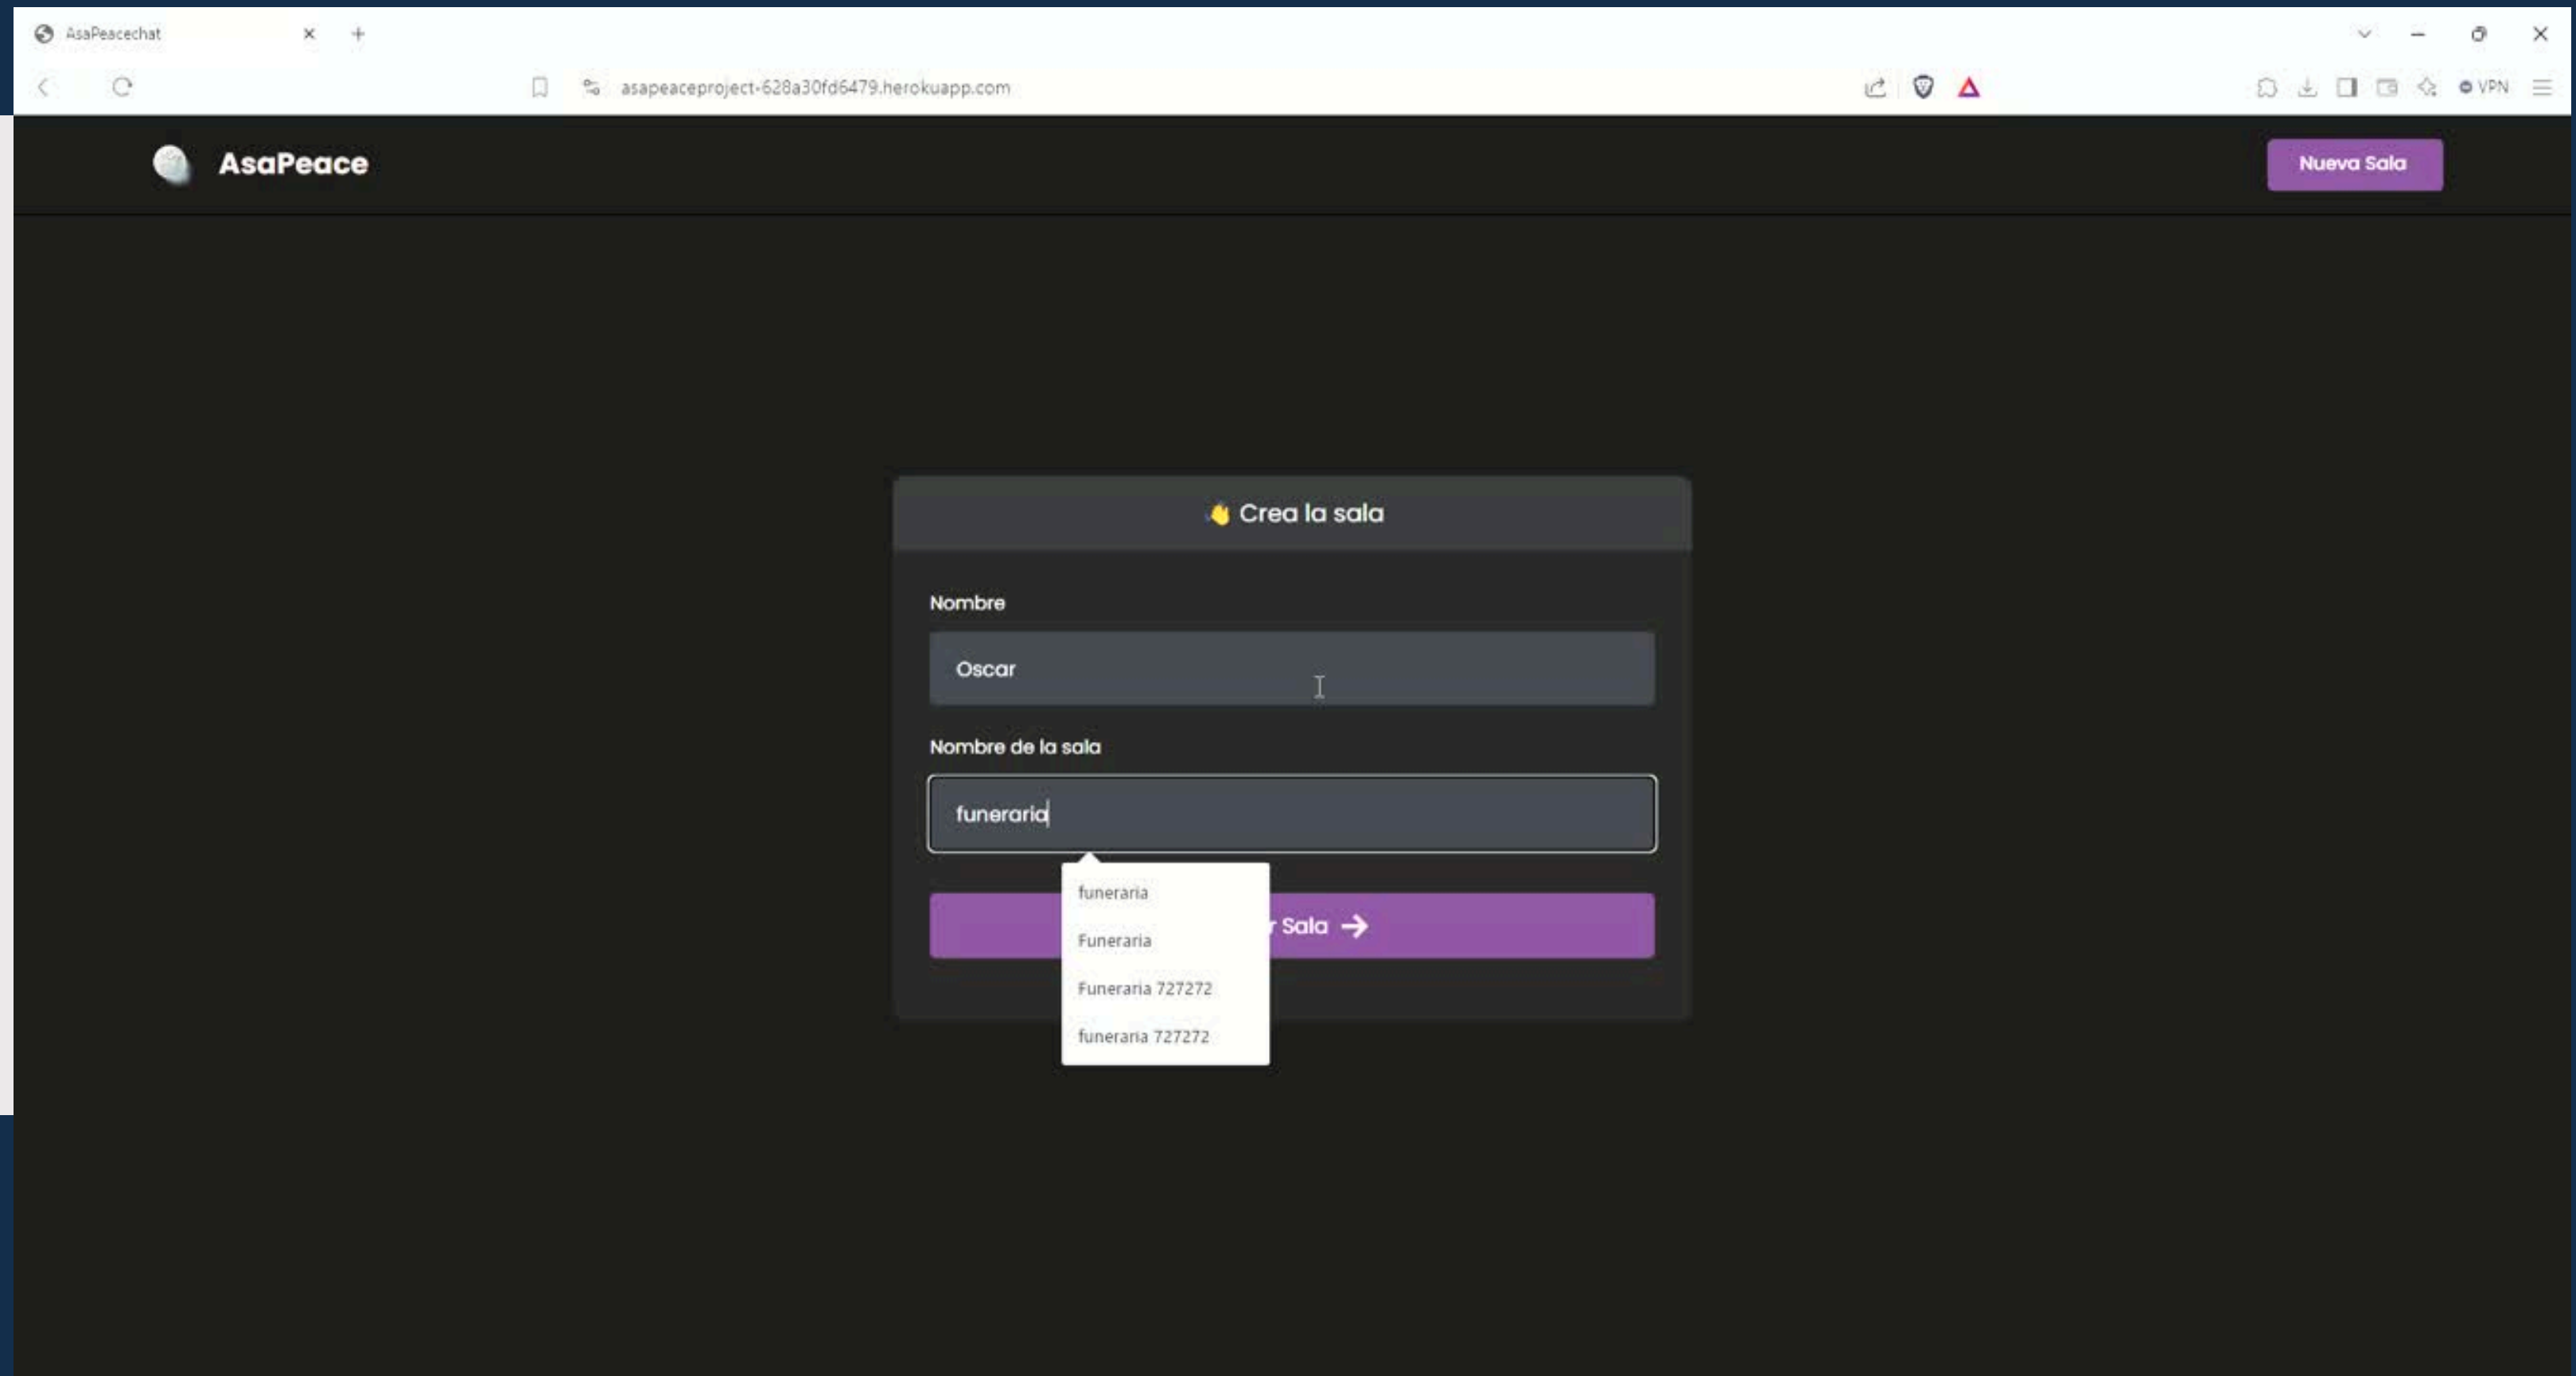 AsaPeacechat
asapeaceproject-628a30fd6479.herokuapp.com
VPN
AsaPeace
Nueva Sala
Crea la sala
Nombre
Oscar
Nombre de la sala
funeraria
r Sala
funeraria
Funeraria
Funeraria 727272
funeraria 727272